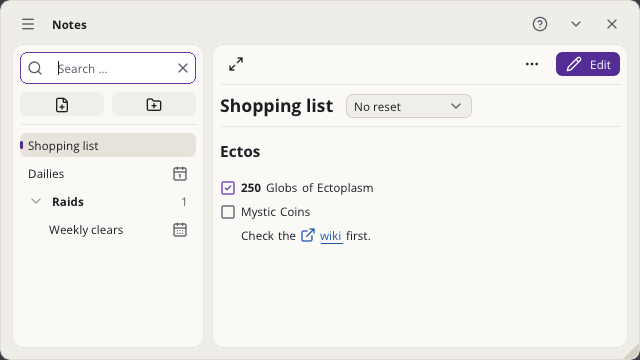 Notes
Search ...
Shopping list
Dailies
1
Raids
1
Weekly clears
Edit
Shopping list
No reset
Ectos
250 Globs of Ectoplasm
Mystic Coins
Check the wiki first.